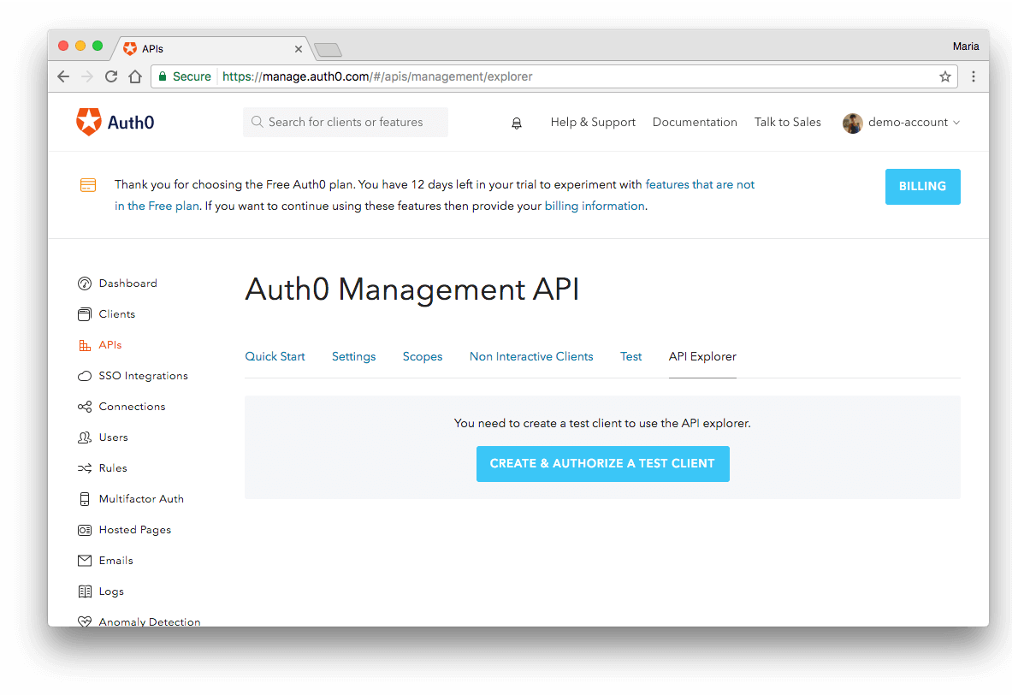 APIs
Maria
Secure https://manage.auth0.com/#/apis/management/explorer
Auth0
Search for clients or features
Help & Support
Documentation
Talk to Sales
demo-account
Thank you for choosing the Free Auth0 plan. You have 12 days left in your trial to experiment with features that are not
in the Free plan. If you want to continue using these features then provide your billing information.
BILLING
Dashboard
Clients
APIs
SSO Integrations
Connections
Users
Rules
Multifactor Auth
Hosted Pages
Emails
Logs
Anomaly Detection
Auth0 Management API
Quick Start
Settings
Scopes
Non Interactive Clients
Test
API Explorer
You need to create a test client to use the API explorer.
CREATE & AUTHORIZE A TEST CLIENT